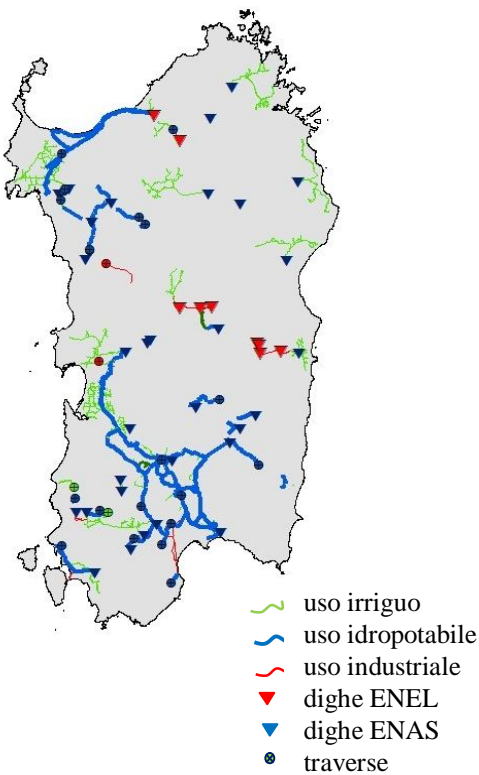 uso irriguo
uso idropotabile
uso industriale
dighe ENEL
dighe ENAS
traverse